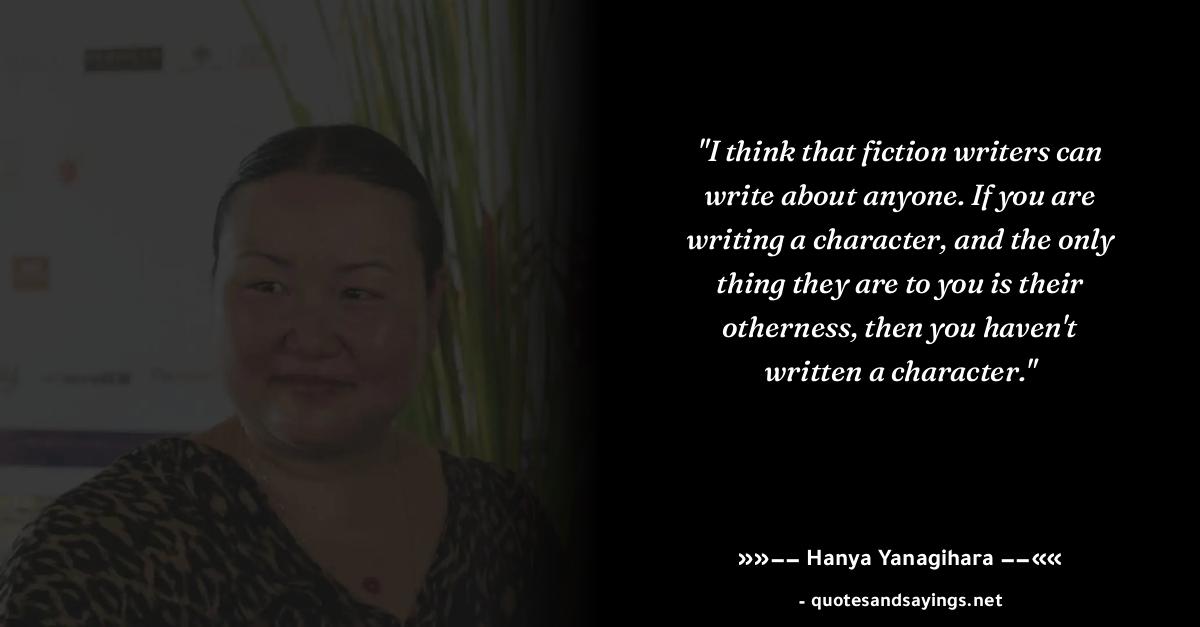 "I think that fiction writers can
write about anyone. If you are
writing a character, and the only
thing they are to you is their
otherness, then you haven't
written a character."
»»−− Hanya Yanagihara −−««
- quotesandsayings.net